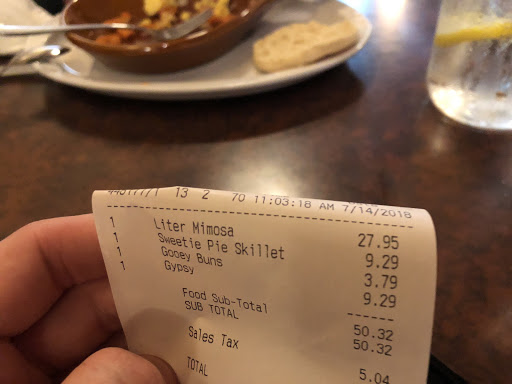 44317771 13 2 70 11:03:18 AM 7/14/2018
1 Liter Mimosa 27.95
1 Sweetie Pie Skillet 9.29
1 Gooey Buns 3.79
1 Gypsy 9.29
Food Sub-Total 50.32
SUB TOTAL 50.32
Sales Tax 5.04
TOTAL